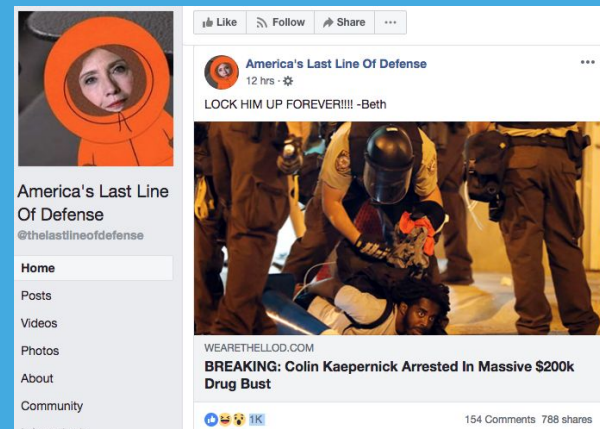 Like Follow Share
America's Last Line Of Defense
12 hrs
LOCK HIM UP FOREVER!!!! -Beth
America's Last Line
Of Defense
@thelastlineofdefense
Home
Posts
Videos
Photos
About
Community
WEARETHELLOD.COM
BREAKING: Colin Kaepernick Arrested In Massive $200k
Drug Bust
1K 154 Comments 788 shares